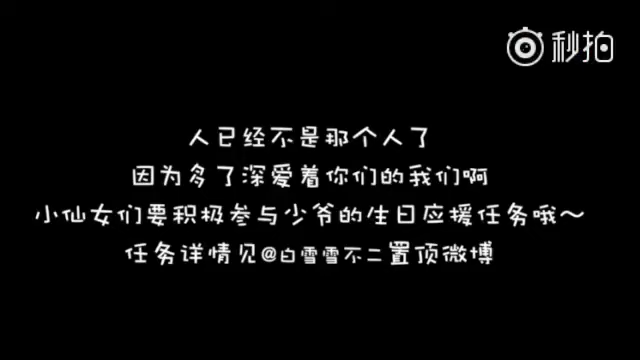 秒拍
人已经不是那个人了
因为多了深爱着你们的我们啊
小仙女们要积极参与少爷的生日应援任务哦～
任务详情见@白雪雪不二置顶微博